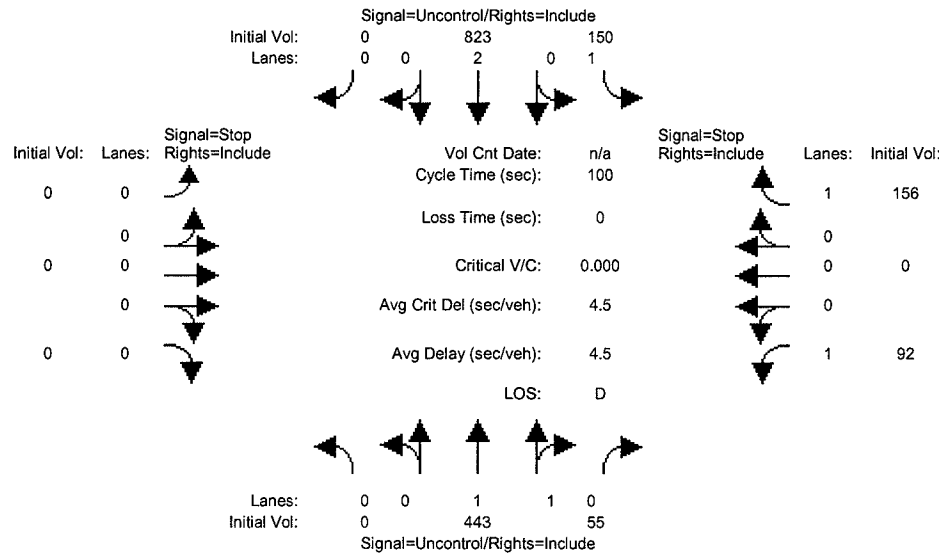 Signal=Uncontrol/Rights=Include
Initial Vol: 0 823 150
Lanes: 0 0 2 0 1
Signal=Stop
Initial Vol: Lanes: Rights=Include
Vol Cnt Date: n/a
Signal=Stop
Rights=Include Lanes: Initial Vol:
Cycle Time (sec): 100
0 0
1 156
Loss Time (sec): 0
0
0
0 0
Critical V/C: 0.000
0 0
0
Avg Crit Del (sec/veh): 4.5
0
0 0
Avg Delay (sec/veh): 4.5
1 92
LOS: D
Lanes: 0 0 1 1 0
Initial Vol: 0 443 55
Signal=Uncontrol/Rights=Include